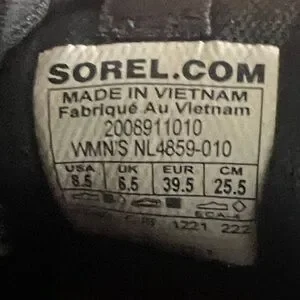 SOREL.COM
MADE IN VIETNAM
Fabriqué Au Vietnam
2008911010
WMN'S NL4859-010
USA UK EUR CM
8.5 6.5 39.5 25.5
1221 222